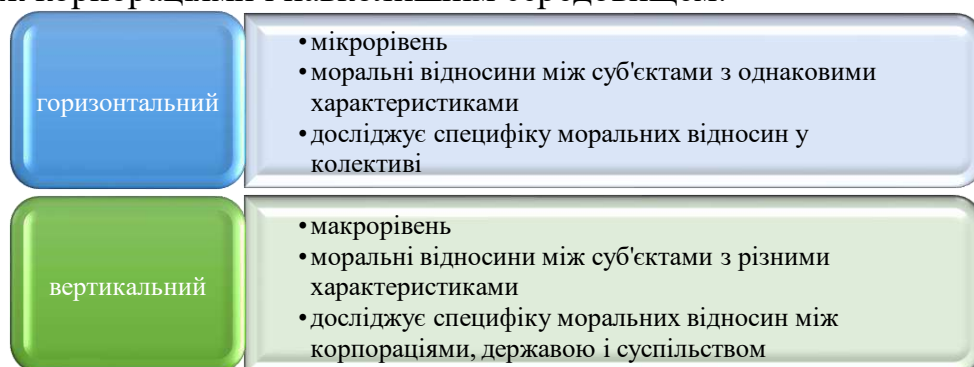 корпораціями і навколишнім середовищем.
горизонтальний
•мікрорівень
•моральні відносини між суб'єктами з однаковими
характеристиками
•досліджує специфіку моральних відносин у
колективі
вертикальний
•макрорівень
•моральні відносини між суб'єктами з різними
характеристиками
•досліджує специфіку моральних відносин між
корпораціями, державою і суспільством